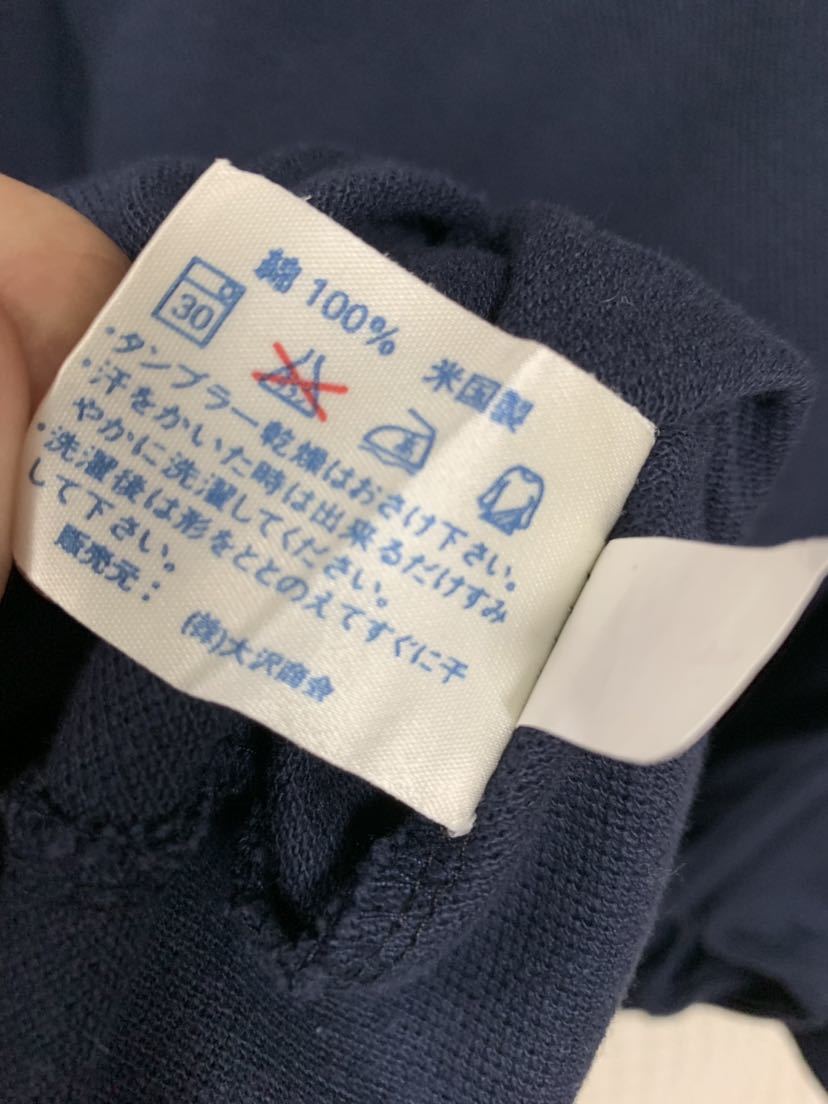 綿 100% 米国製
30
・タンブラー乾燥はおさけ下さい。
・汗をかいた時は出来るだけすみ
やかに洗濯してください。
・洗濯後は形をととのえてすぐに干
して下さい。
販売元:
(株)大沢商会